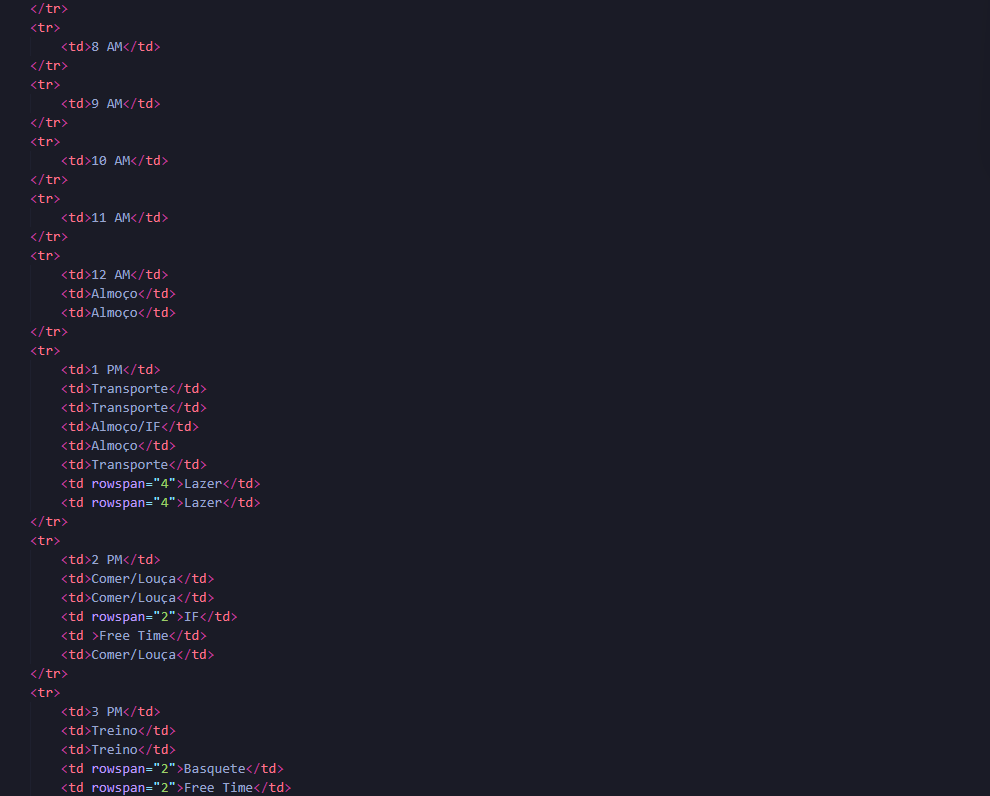 </tr>
<tr>
<td>8 AM</td>
</tr>
<tr>
<td>9 AM</td>
</tr>
<tr>
<td>10 AM</td>
</tr>
<tr>
<td>11 AM</td>
</tr>
<tr>
<td>12 AM</td>
<td>Almoço</td>
<td>Almoço</td>
</tr>
<tr>
<td>1 PM</td>
<td>Transporte</td>
<td>Transporte</td>
<td>Almoço/IF</td>
<td>Almoço</td>
<td>Transporte</td>
<td rowspan="4">Lazer</td>
<td rowspan="4">Lazer</td>
</tr>
<tr>
<td>2 PM</td>
<td>Comer/Louça</td>
<td>Comer/Louça</td>
<td rowspan="2">IF</td>
<td >Free Time</td>
<td>Comer/Louça</td>
</tr>
<tr>
<td>3 PM</td>
<td>Treino</td>
<td>Treino</td>
<td rowspan="2">Basquete</td>
<td rowspan="2">Free Time</td>